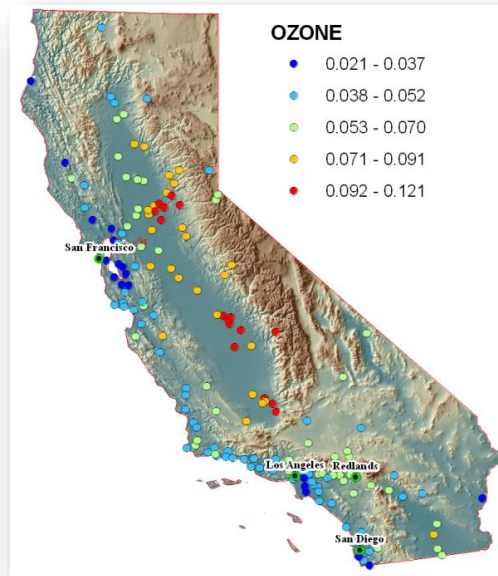 OZONE
0.021 - 0.037
0.038 - 0.052
0.053 - 0.070
0.071 - 0.091
0.092 - 0.121
San Francisco
Los Angeles
Redlands
San Diego